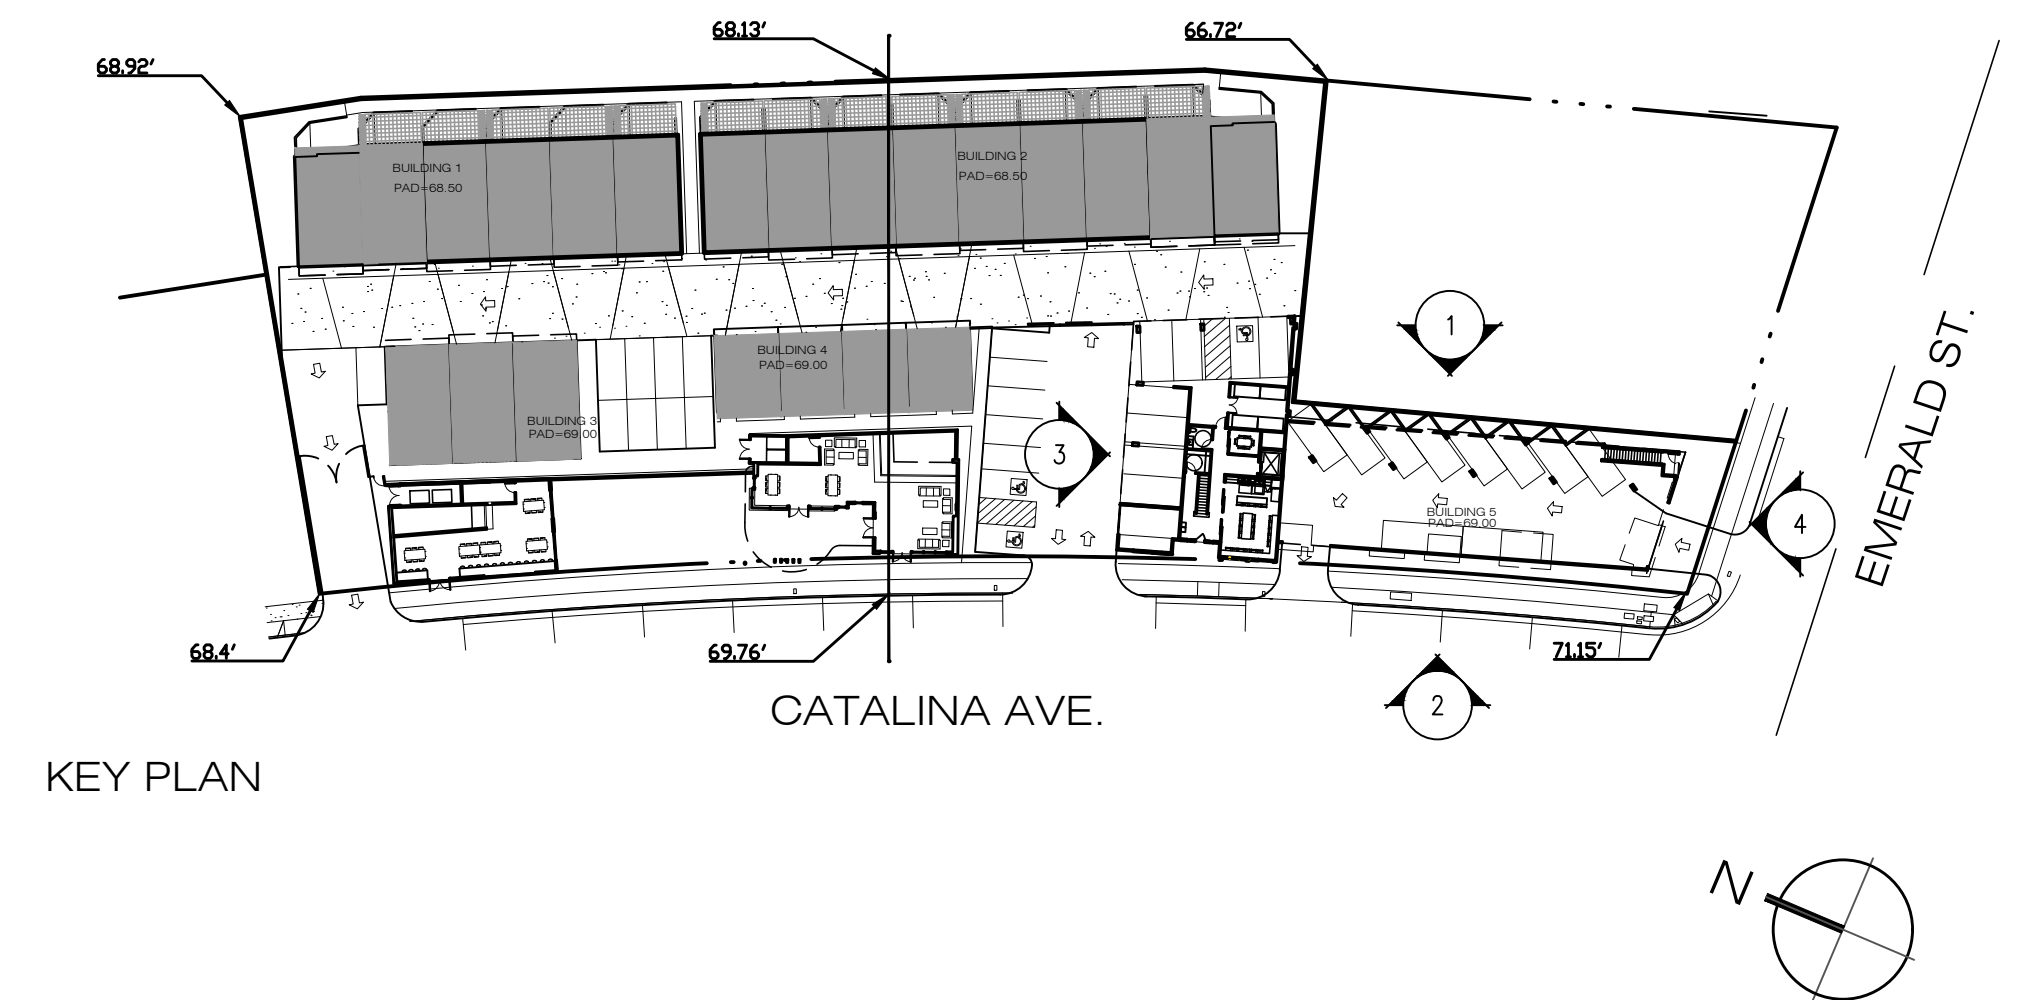 68.92'
68.13'
66.72'
BUILDING 1
PAD=68.50
BUILDING 2
PAD=68.50
BUILDING 3
PAD=69.00
BUILDING 4
PAD=69.00
1
3
BUILDING 5
PAD=69.00
4
EMERALD ST.
68.4'
69.76'
71.15'
2
CATALINA AVE.
KEY PLAN
N